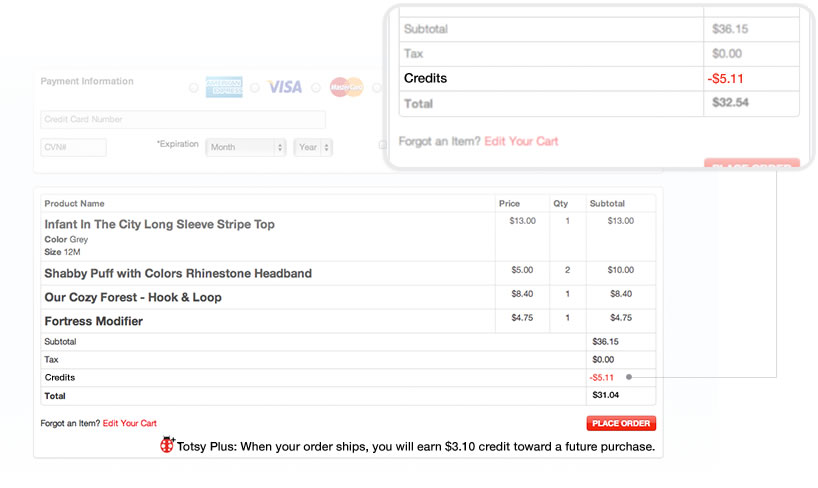 Subtotal $36.15
Tax $0.00
Credits -$5.11
Total $32.54
Forgot an Item? Edit Your Cart
PLACE ORDER
Payment Information
AMERICAN EXPRESS VISA MasterCard
Credit Card Number
CVN# *Expiration Month Year
Product Name Price Qty Subtotal
Infant In The City Long Sleeve Stripe Top $13.00 1 $13.00
Color Grey
Size 12M
Shabby Puff with Colors Rhinestone Headband $5.00 2 $10.00
Our Cozy Forest - Hook & Loop $8.40 1 $8.40
Fortress Modifier $4.75 1 $4.75
Subtotal $36.15
Tax $0.00
Credits -$5.11
Total $31.04
Forgot an Item? Edit Your Cart PLACE ORDER
Totsy Plus: When your order ships, you will earn $3.10 credit toward a future purchase.